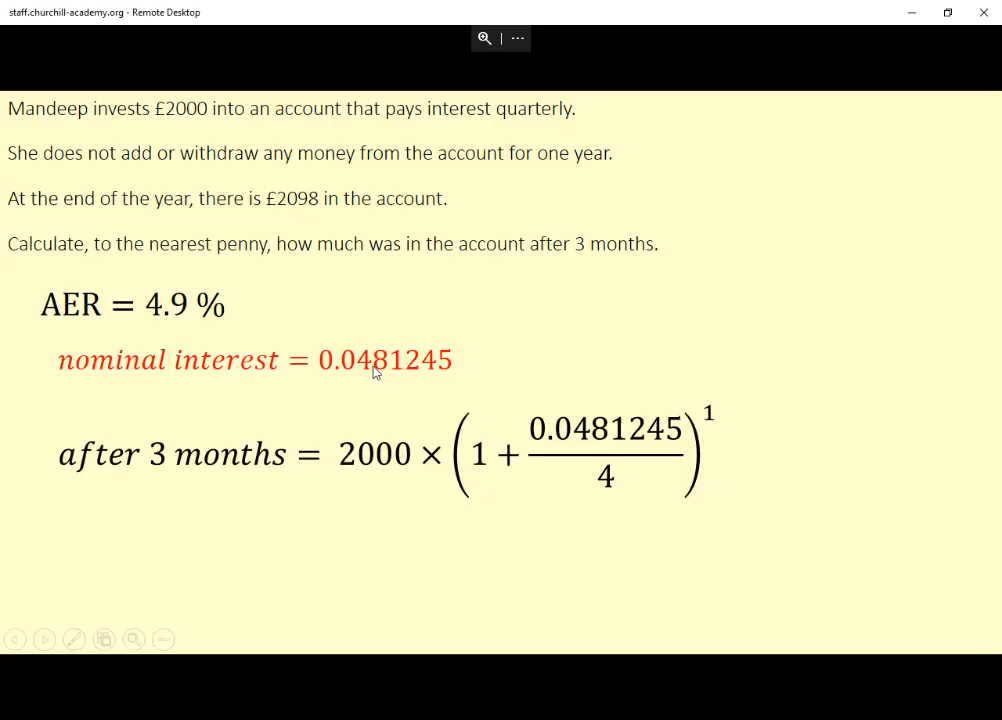 staff.churchill-academy.org - Remote Desktop
Mandeep invests £2000 into an account that pays interest quarterly.
She does not add or withdraw any money from the account for one year.
At the end of the year, there is £2098 in the account.
Calculate, to the nearest penny, how much was in the account after 3 months.
AER = 4.9 %
nominal interest = 0.0481245
after 3 months = 2000 × (1 + 0.0481245/4)^1